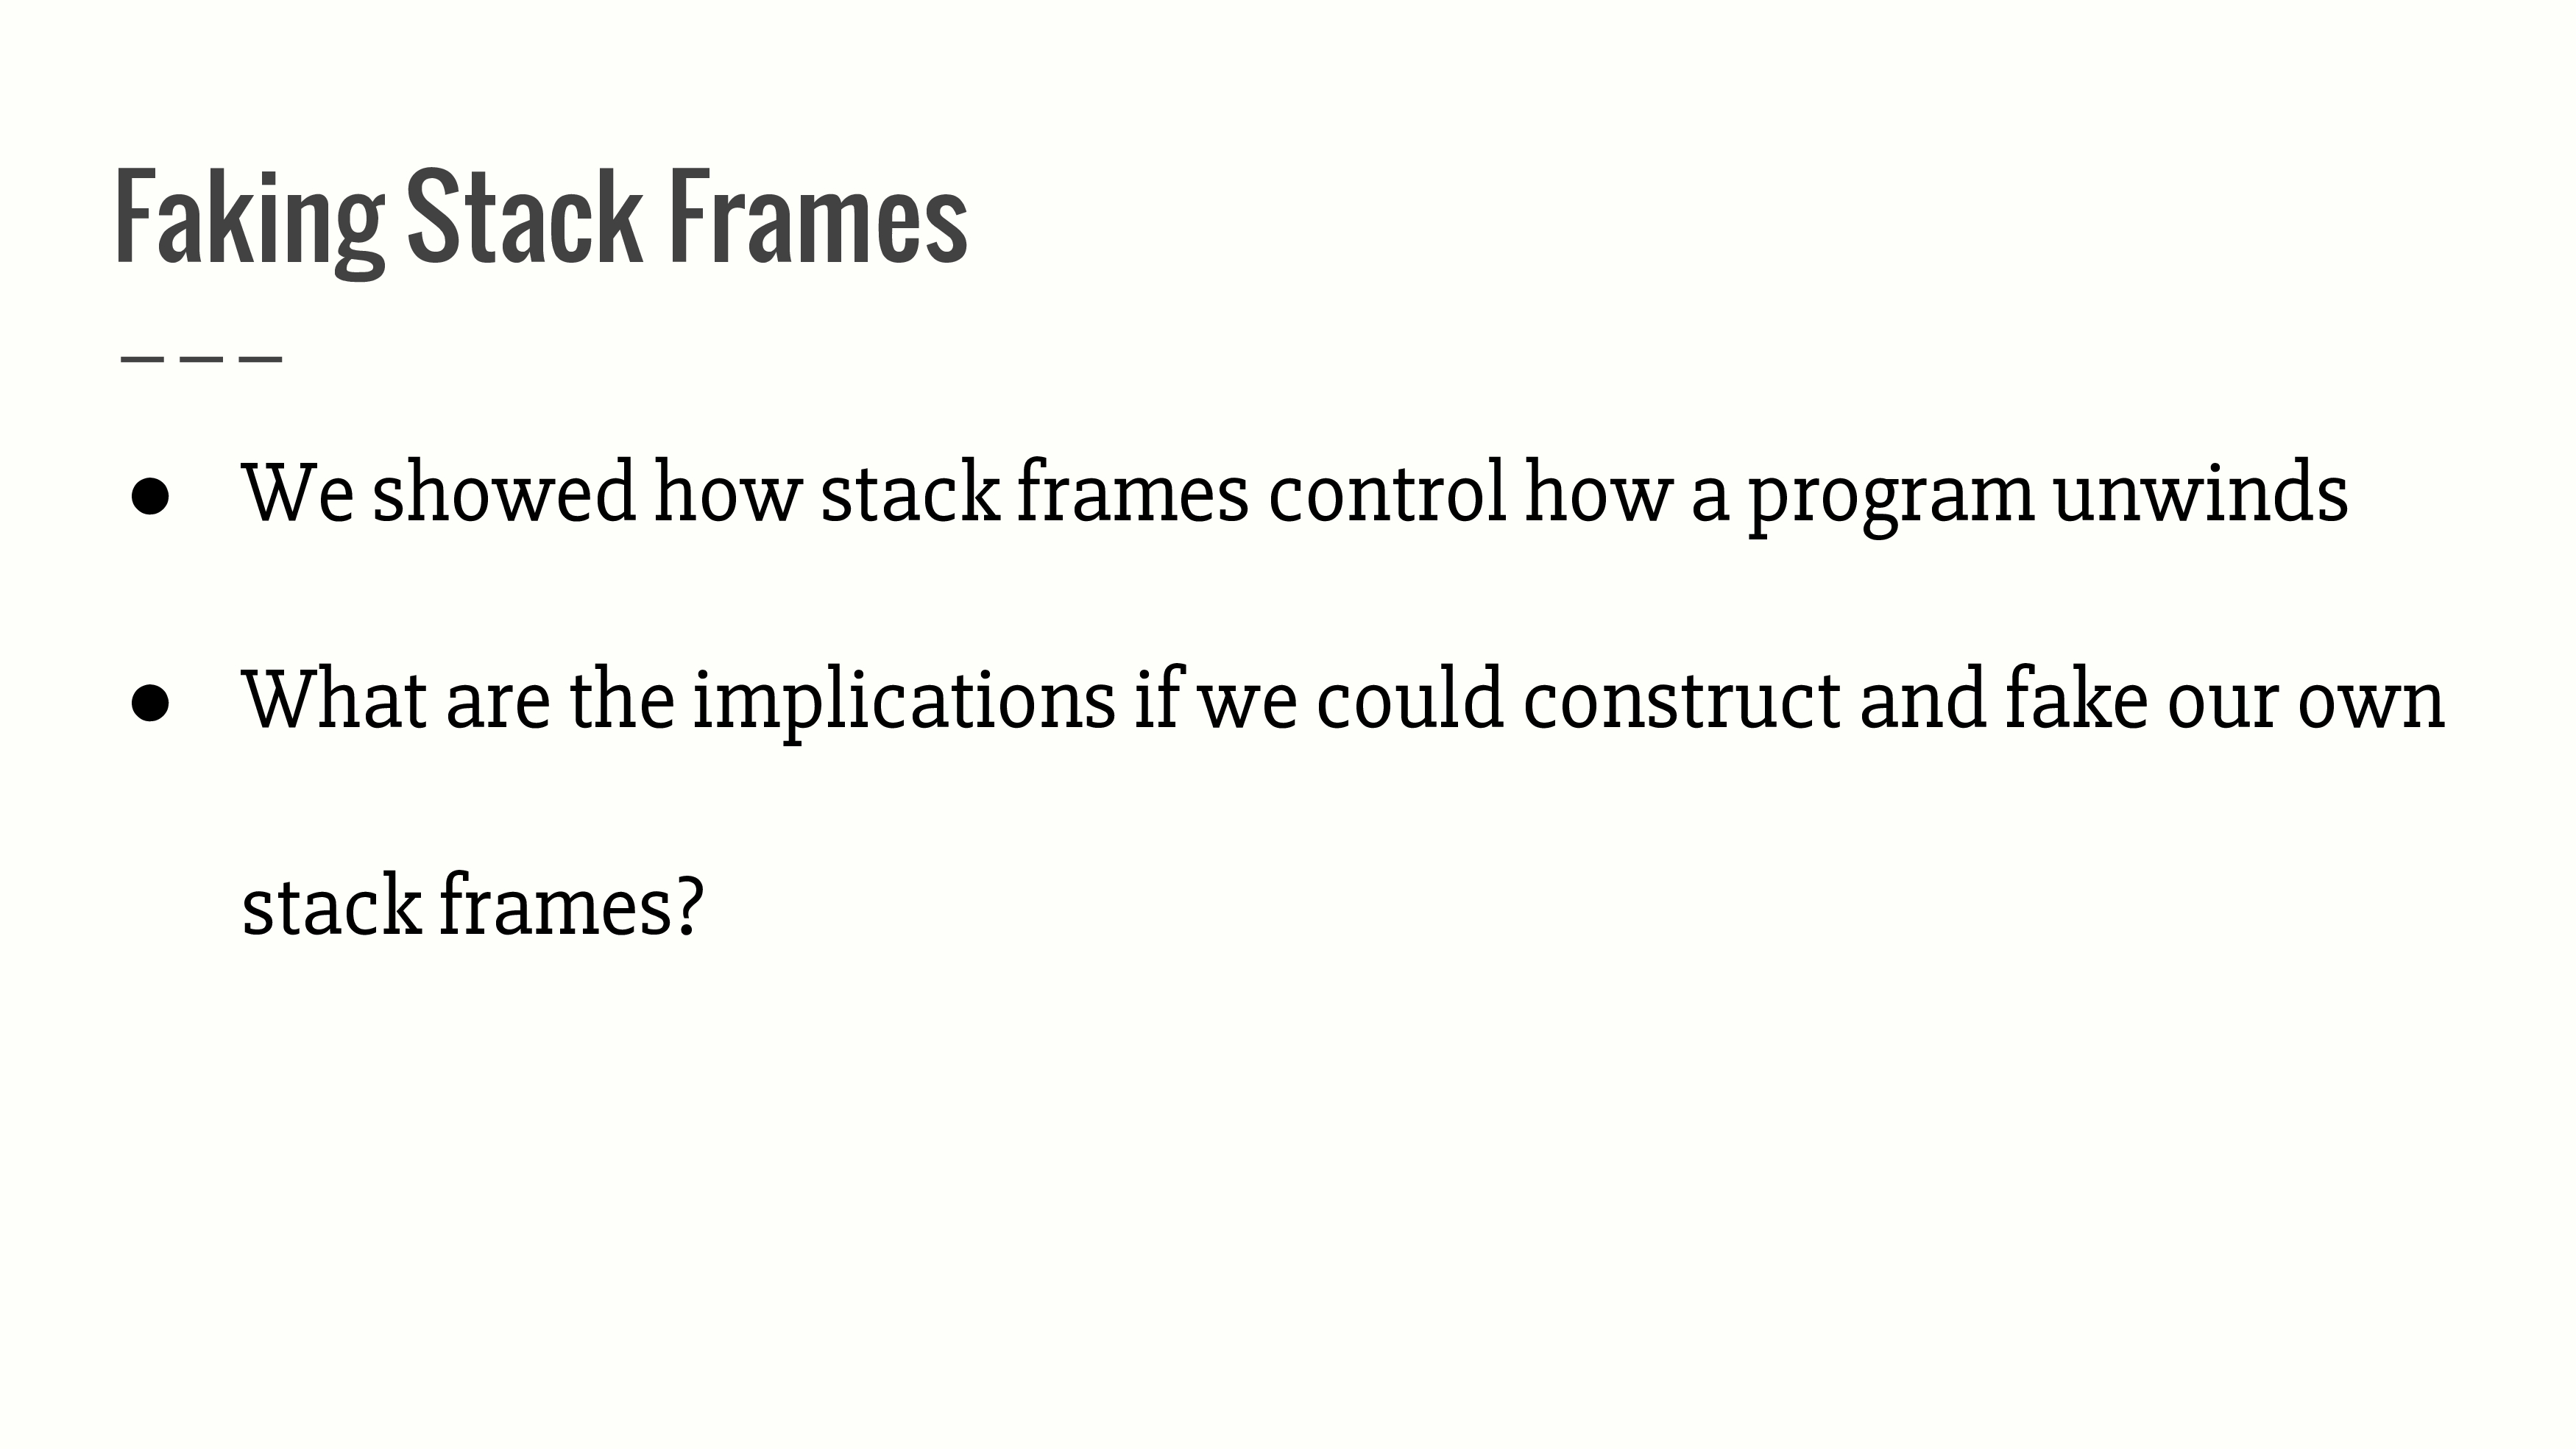 Faking Stack Frames
● We showed how stack frames control how a program unwinds
● What are the implications if we could construct and fake our own
stack frames?